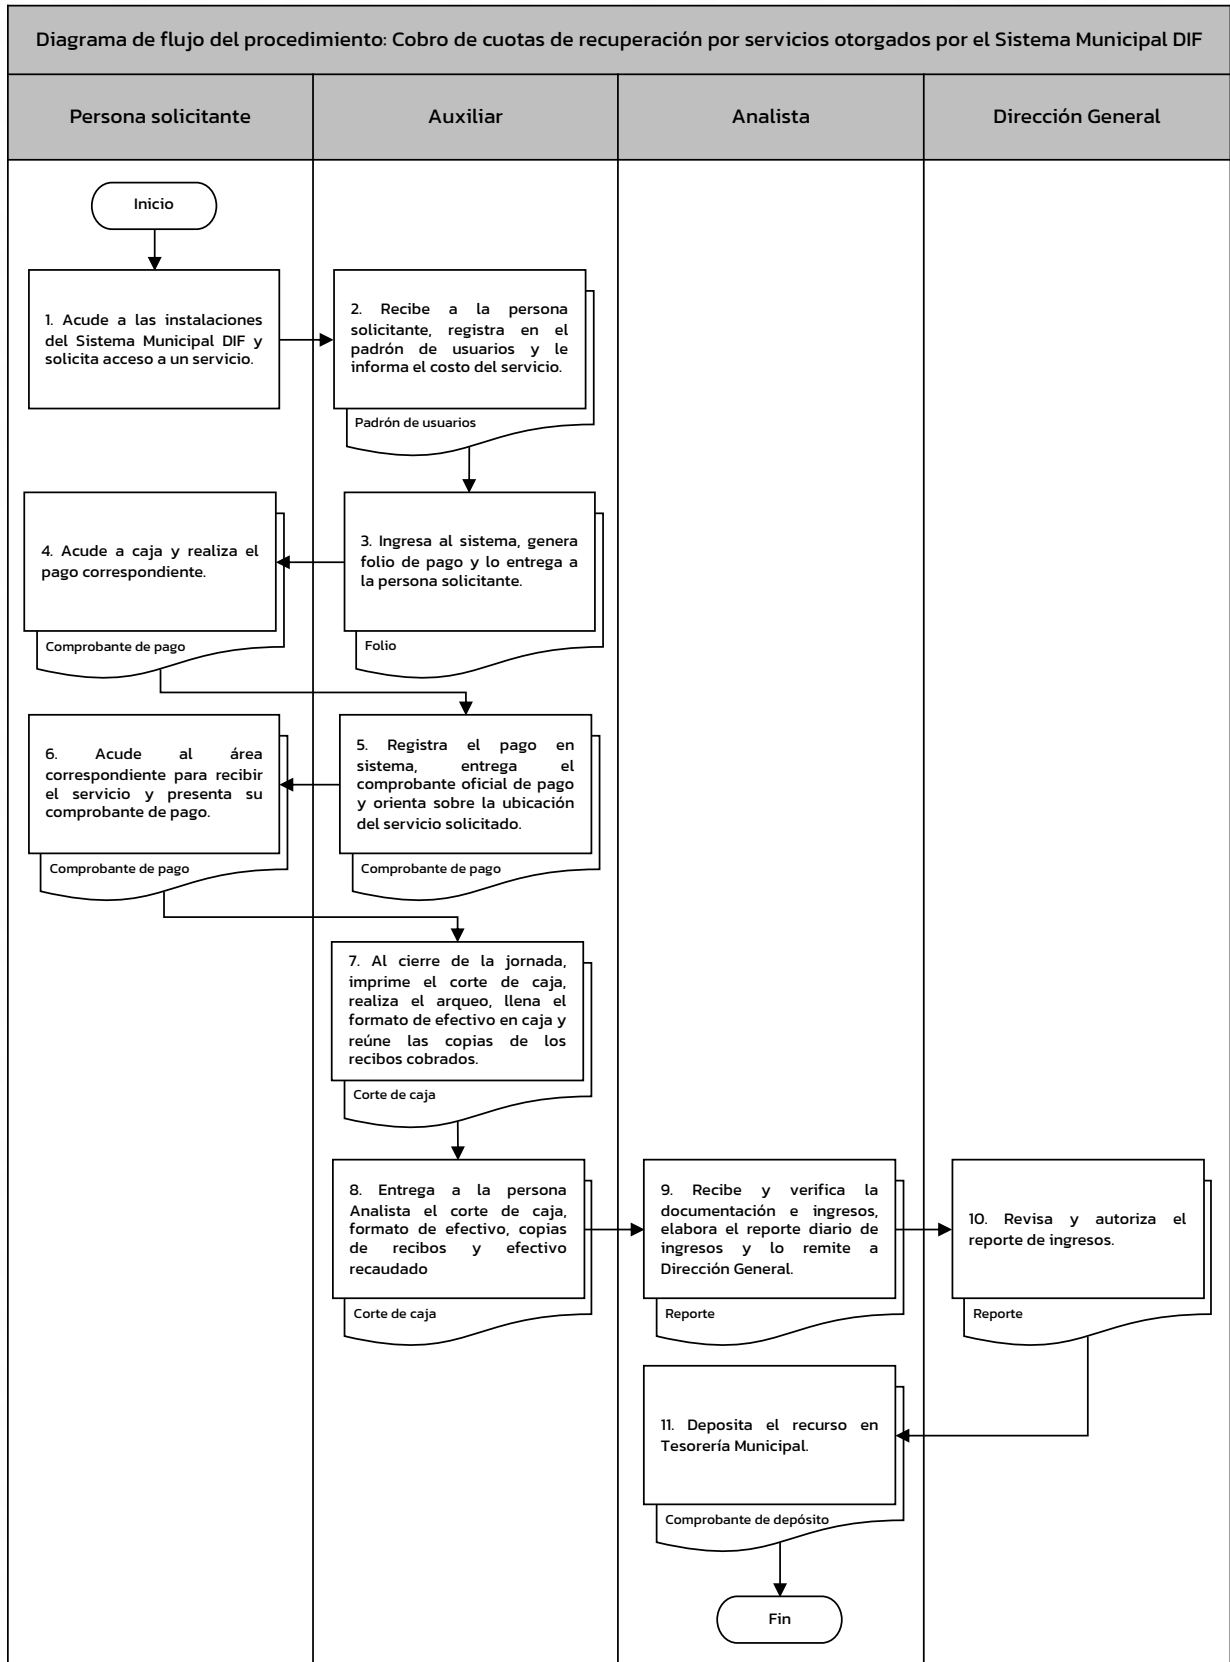 Diagrama de flujo del procedimiento: Cobro de cuotas de recuperación por servicios otorgados por el Sistema Municipal DIF
Persona solicitante
Auxiliar
Analista
Dirección General
Inicio
1. Acude a las instalaciones
del Sistema Municipal DIF y
solicita acceso a un servicio.
2. Recibe a la persona
solicitante, registra en el
padrón de usuarios y le
informa el costo del servicio.
Padrón de usuarios
3. Ingresa al sistema, genera
folio de pago y lo entrega a
la persona solicitante.
Folio
4. Acude a caja y realiza el
pago correspondiente.
Comprobante de pago
5. Registra el pago en
sistema, entrega el
comprobante oficial de pago
y orienta sobre la ubicación
del servicio solicitado.
Comprobante de pago
6. Acude al área
correspondiente para recibir
el servicio y presenta su
comprobante de pago.
Comprobante de pago
7. Al cierre de la jornada,
imprime el corte de caja,
realiza el arqueo, llena el
formato de efectivo en caja y
reúne las copias de los
recibos cobrados.
Corte de caja
8. Entrega a la persona
Analista el corte de caja,
formato de efectivo, copias
de recibos y efectivo
recaudado
Corte de caja
9. Recibe y verifica la
documentación e ingresos,
elabora el reporte diario de
ingresos y lo remite a
Dirección General.
Reporte
10. Revisa y autoriza el
reporte de ingresos.
Reporte
11. Deposita el recurso en
Tesorería Municipal.
Comprobante de depósito
Fin